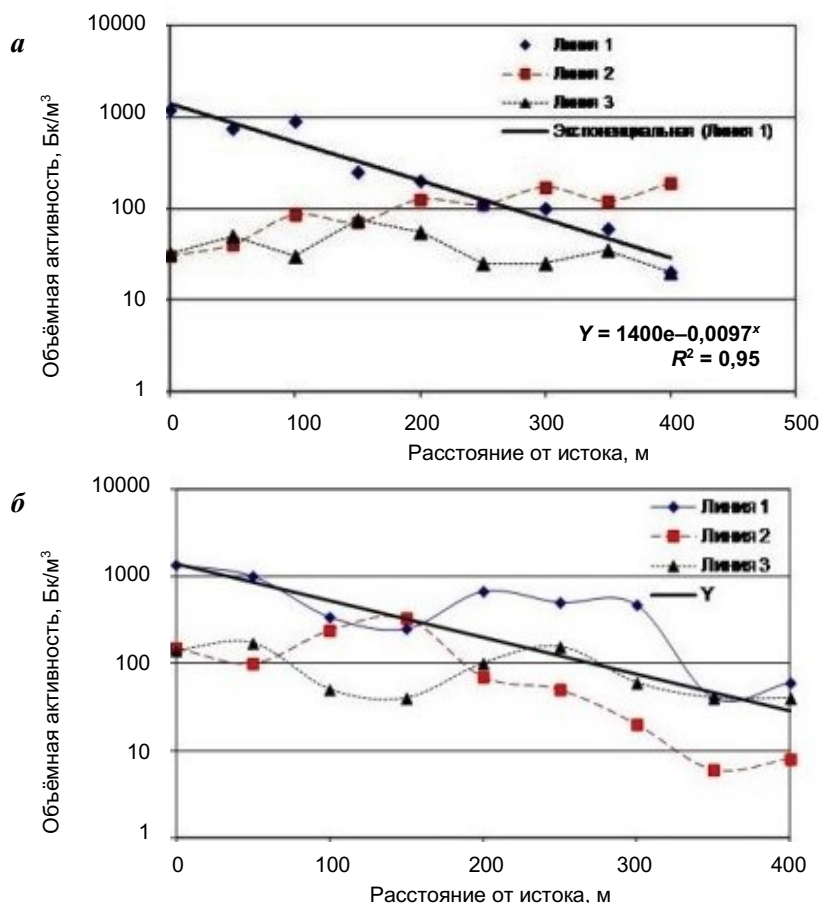 а
Объёмная активность, Бк/м³
10000
1000
100
10
1
Линия 1
Линия 2
Линия 3
Экспоненциальная (Линия 1)
Y = 1400e–0,0097ˣ
R² = 0,95
0 100 200 300 400 500
Расстояние от истока, м
б
Объёмная активность, Бк/м³
10000
1000
100
10
1
Линия 1
Линия 2
Линия 3
Y
0 100 200 300 400
Расстояние от истока, м